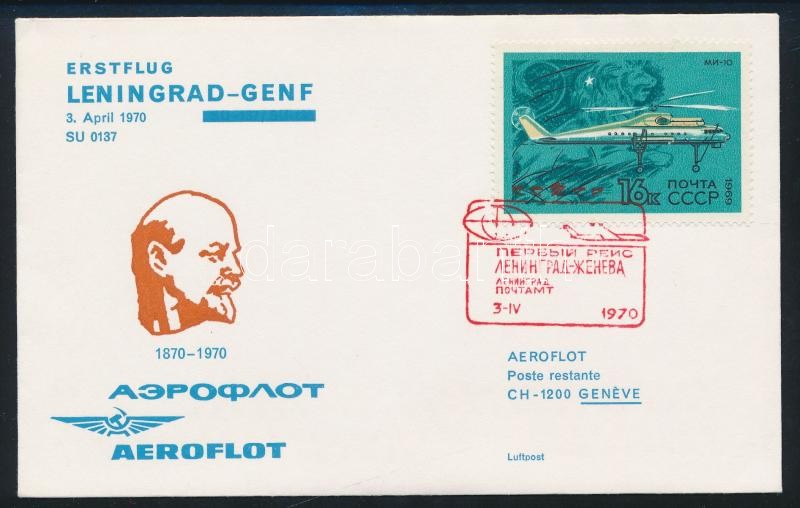 ERSTFLUG
LENINGRAD-GENF
3. April 1970
SU 0137
МИ-10
16к ПОЧТА
СССР
1969
ПЕРВЫЙ РЕЙС
ЛЕНИНГРАД-ЖЕНЕВА
ЛЕНИНГРАД
ПОЧТАМТ
3-IV 1970
1870-1970
АЭРОФЛОТ
AEROFLOT
AEROFLOT
Poste restante
CH-1200 GENÈVE
Luftpost